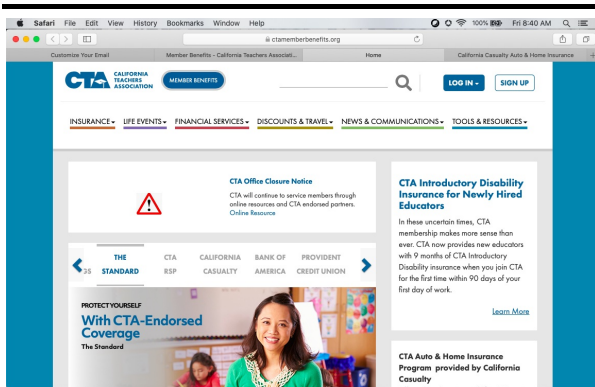 Safari File Edit View History Bookmarks Window Help 100% Fri 8:40 AM
ctamemberbenefits.org
Customize Your Email Member Benefits - California Teachers Associati... Home California Casualty Auto & Home Insurance
CTA CALIFORNIA TEACHERS ASSOCIATION MEMBER BENEFITS LOG IN SIGN UP
INSURANCE LIFE EVENTS FINANCIAL SERVICES DISCOUNTS & TRAVEL NEWS & COMMUNICATIONS TOOLS & RESOURCES
CTA Office Closure Notice
CTA will continue to service members through
online resources and CTA endorsed partners.
Online Resource
GS THE STANDARD CTA RSP CALIFORNIA CASUALTY BANK OF AMERICA PROVIDENT CREDIT UNION
PROTECT YOURSELF
With CTA-Endorsed
Coverage
The Standard
CTA Introductory Disability
Insurance for Newly Hired
Educators
In these uncertain times, CTA
membership makes more sense than
ever. CTA now provides new educators
with 9 months of CTA Introductory
Disability insurance when you join CTA
for the first time within 90 days of your
first day of work.
Learn More
CTA Auto & Home Insurance
Program provided by California
Casualty